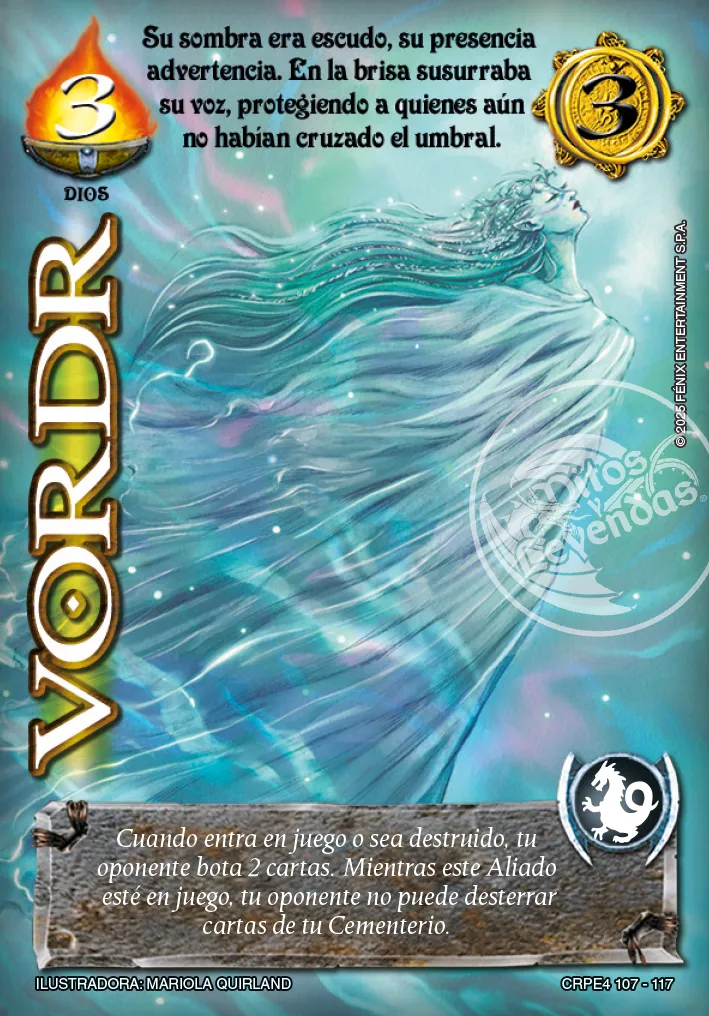 3
Su sombra era escudo, su presencia
advertencia. En la brisa susurraba
su voz, protegiendo a quienes aún
no habían cruzado el umbral.
3
DIOS
VORDR
© 2025 FÉNIX ENTERTAINMENT S.P.A.
Mitos
y
Leyendas®
Cuando entra en juego o sea destruido, tu
oponente bota 2 cartas. Mientras este Aliado
esté en juego, tu oponente no puede desterrar
cartas de tu Cementerio.
ILUSTRADORA: MARIOLA QUIRLAND
CRPE4 107 - 117